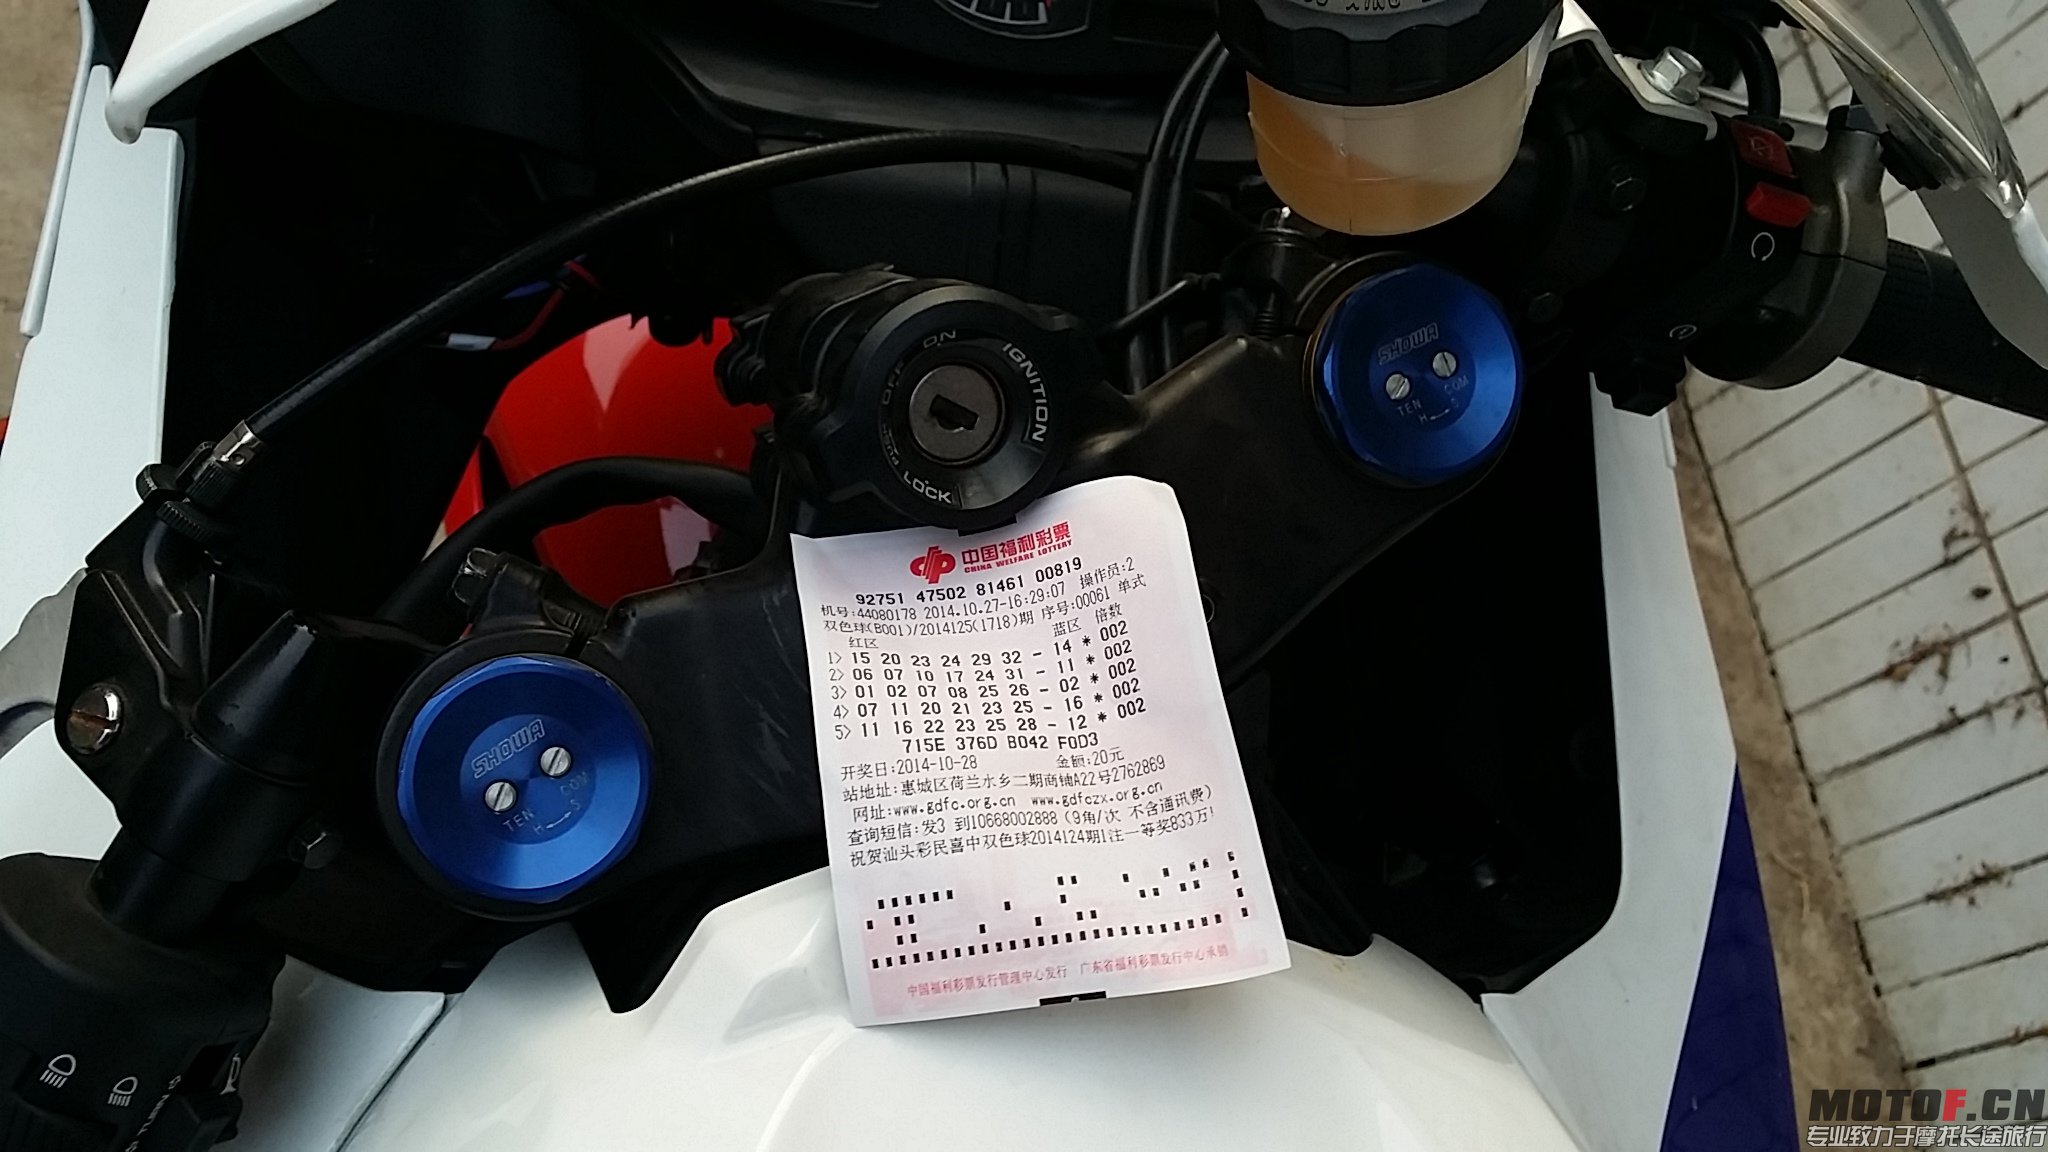 ON
OFF
IGNITION
PUSH
LOCK
SHOWA
COM
TEN
H S
中国福利彩票
CHINA WELFARE LOTTERY
92751 47502 81461 00819
机号:44080178 2014.10.27-16:29:07 操作员:2
双色球(B001)/2014125(1718)期 序号:00061 单式
红区 蓝区 倍数
1> 15 20 23 24 29 32 - 14 * 002
2> 06 07 10 17 24 31 - 11 * 002
3> 01 02 07 08 25 26 - 02 * 002
4> 07 11 20 21 23 25 - 16 * 002
5> 11 16 22 23 25 28 - 12 * 002
715E 376D B042 F0D3
开奖日:2014-10-28 金额:20元
站地址:惠城区荷兰水乡二期商铺A22号2762869
网址:www.gdfc.org.cn www.gdfczx.org.cn
查询短信:发3 到10668002888 (9角/次 不含通讯费)
祝贺汕头彩民喜中双色球2014124期1注一等奖833万!
中国福利彩票发行管理中心发行 广东省福利彩票发行中心承销
SHOWA
COM
TEN
H S
TURN
MOTOF.CN
专业致力于摩托长途旅行